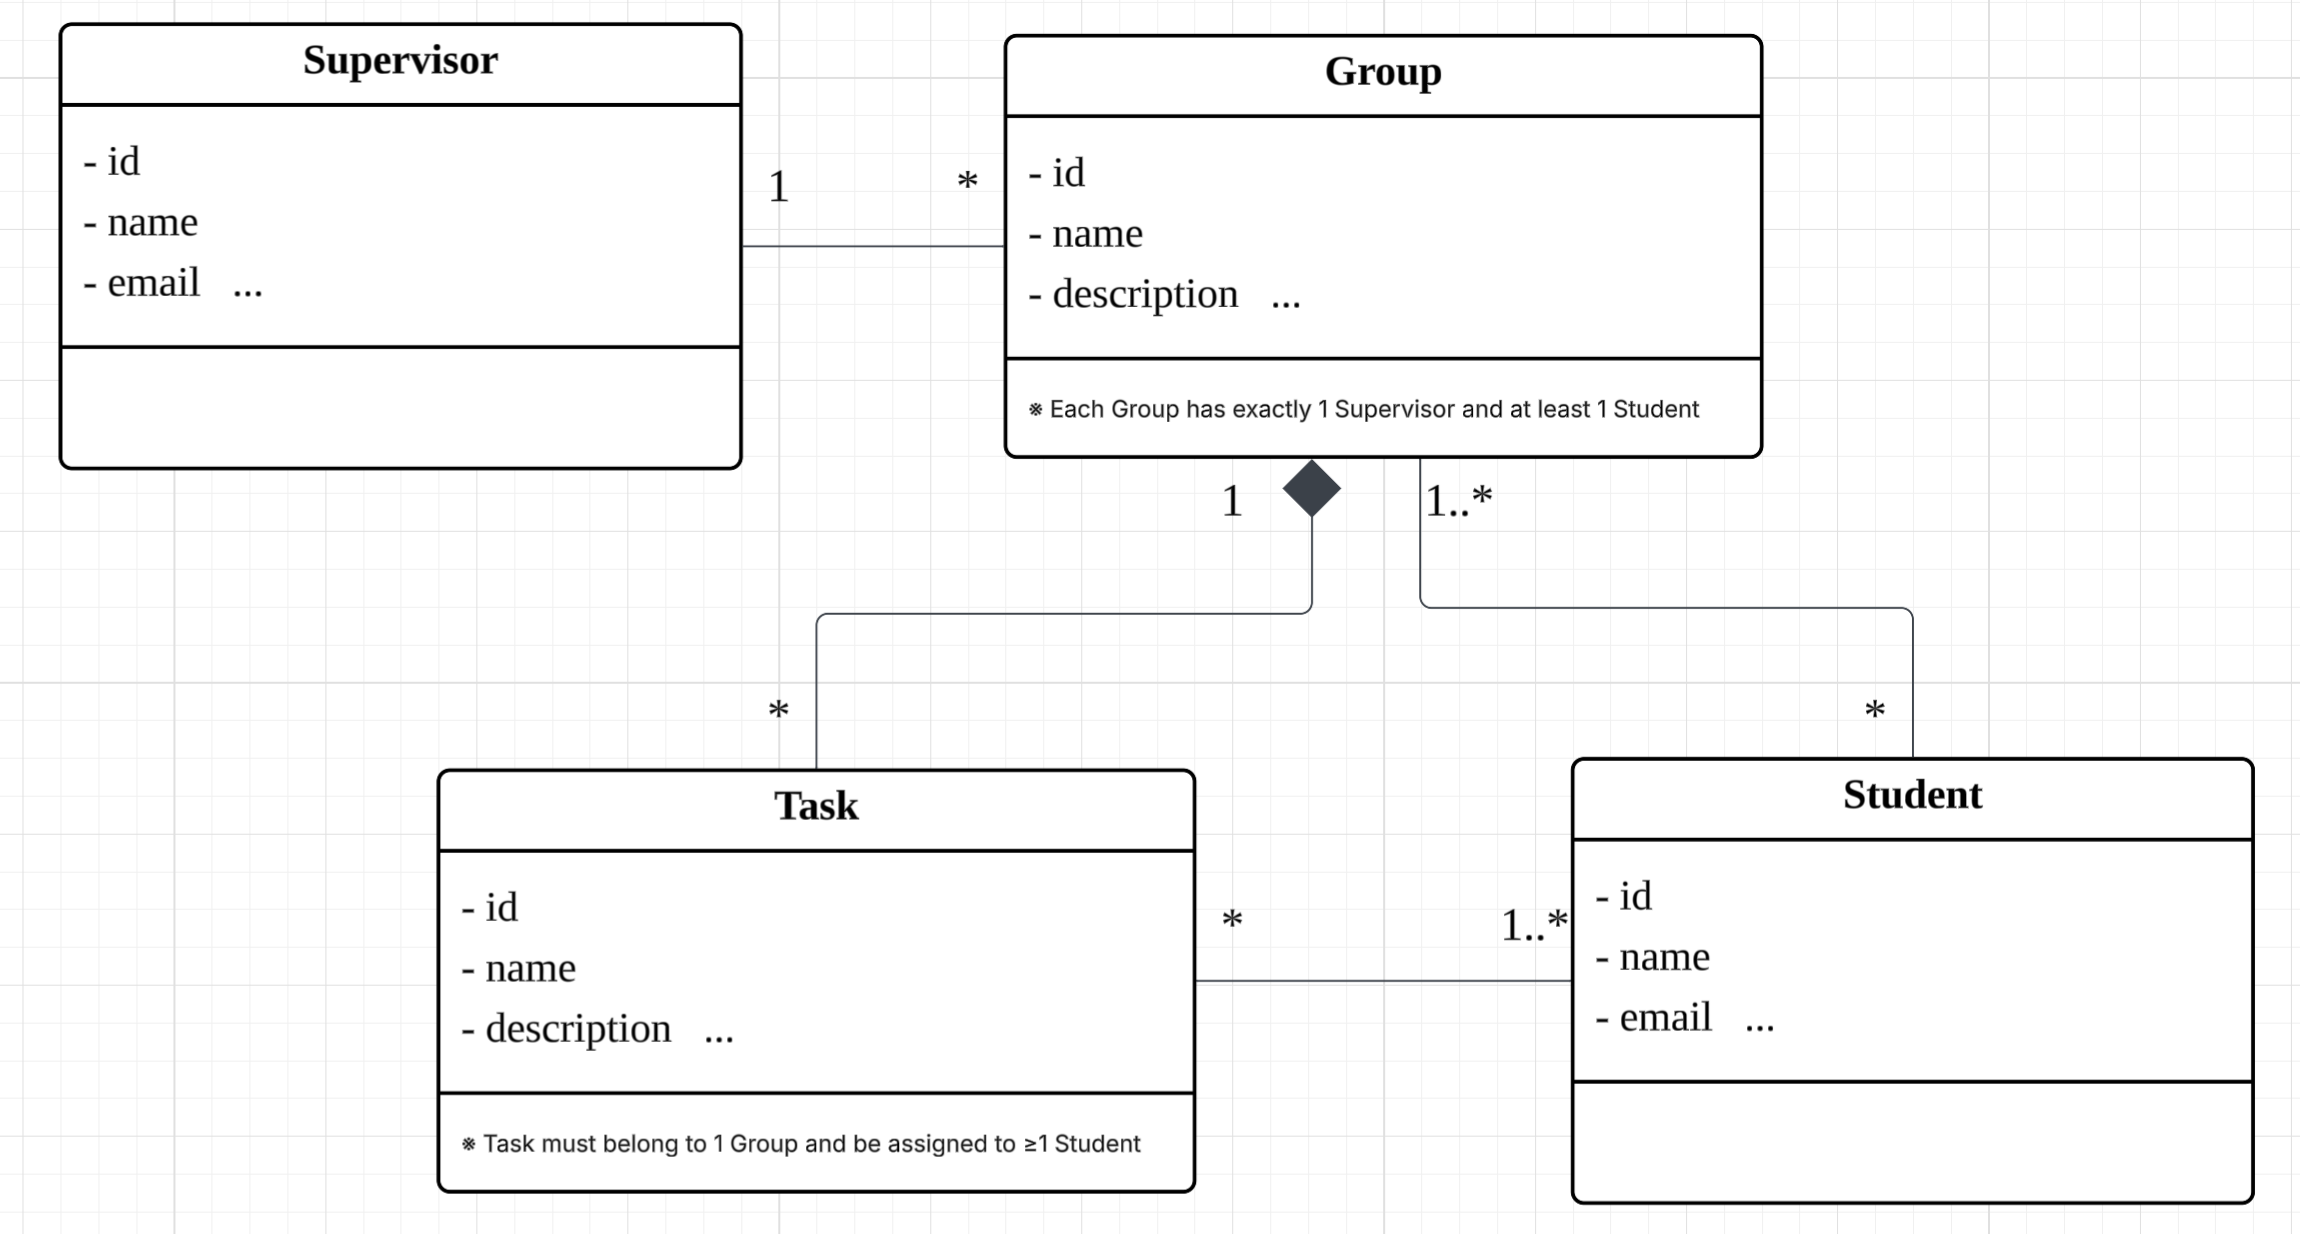 Supervisor
- id
- name
- email ...
1 *
Group
- id
- name
- description ...
※ Each Group has exactly 1 Supervisor and at least 1 Student
1
1..*
*
*
Task
- id
- name
- description ...
※ Task must belong to 1 Group and be assigned to ≥1 Student
* 1..*
Student
- id
- name
- email ...